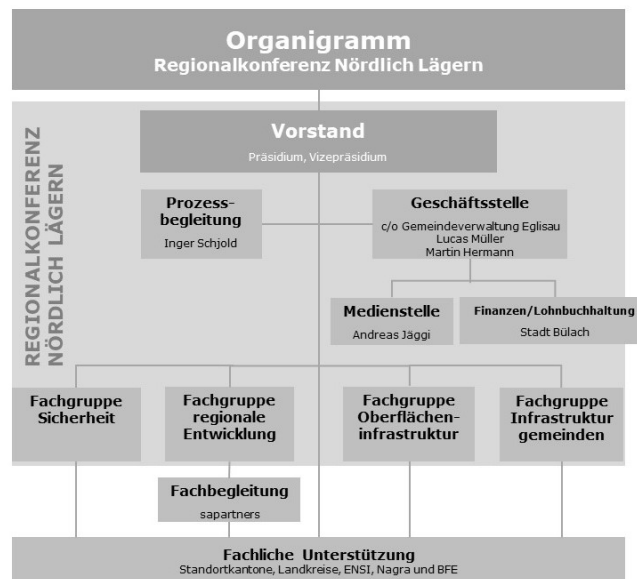 Organigramm
Regionalkonferenz Nördlich Lägern
REGIONALKONFERENZ
NÖRDLICH LÄGERN
Vorstand
Präsidium, Vizepräsidium
Prozess-
begleitung
Inger Schjold
Geschäftsstelle
c/o Gemeindeverwaltung Eglisau
Lucas Müller
Martin Hermann
Medienstelle
Andreas Jäggi
Finanzen/Lohnbuchhaltung
Stadt Bülach
Fachgruppe
Sicherheit
Fachgruppe
regionale
Entwicklung
Fachgruppe
Oberflächen-
infrastruktur
Fachgruppe
Infrastruktur
gemeinden
Fachbegleitung
sapartners
Fachliche Unterstützung
Standortkantone, Landkreise, ENSI, Nagra und BFE